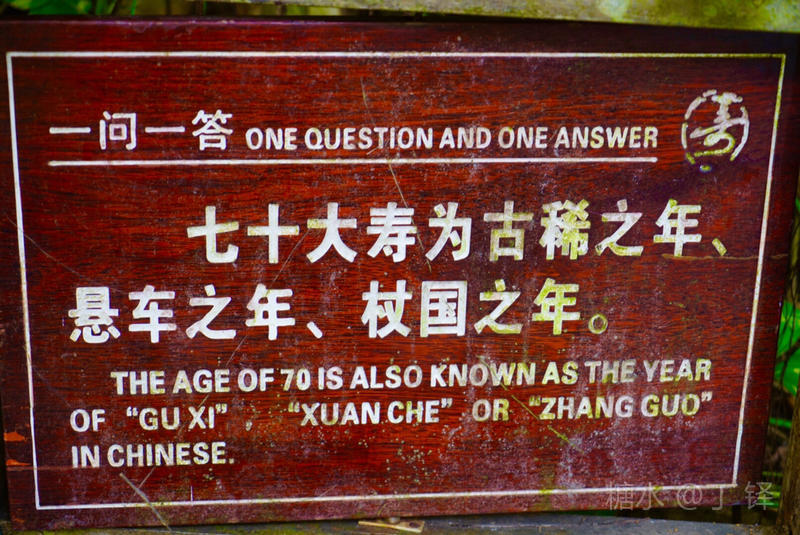 一问一答 ONE QUESTION AND ONE ANSWER
寿
七十大寿为古稀之年、
悬车之年、杖国之年。
THE AGE OF 70 IS ALSO KNOWN AS THE YEAR
OF “GU XI”, “XUAN CHE” OR “ZHANG GUO”
IN CHINESE.
糖水 @丁铎